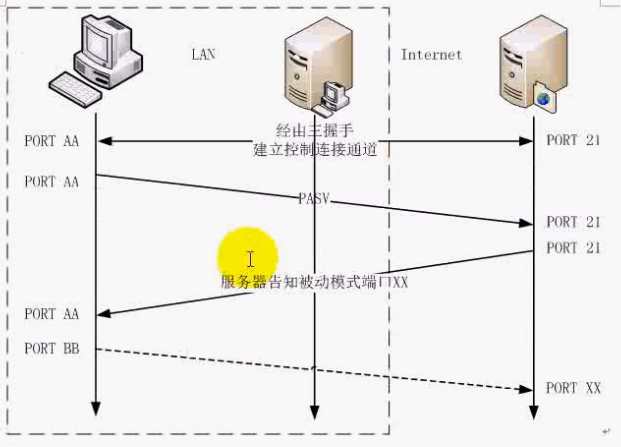 LAN
Internet
经由三握手
建立控制连接通道
PORT AA
PORT 21
PORT AA
PASV
PORT 21
PORT 21
服务器告知被动模式端口XX
PORT AA
PORT BB
PORT XX